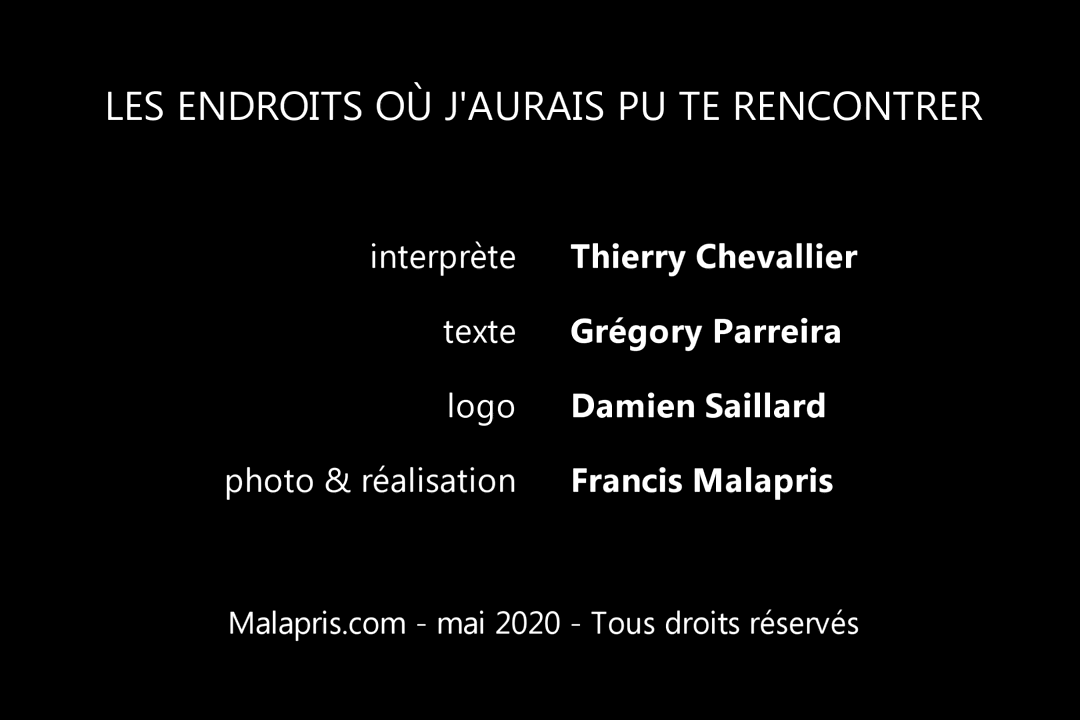 LES ENDROITS OÙ J'AURAIS PU TE RENCONTRER
interprète Thierry Chevallier
texte Grégory Parreira
logo Damien Saillard
photo & réalisation Francis Malapris
Malapris.com - mai 2020 - Tous droits réservés